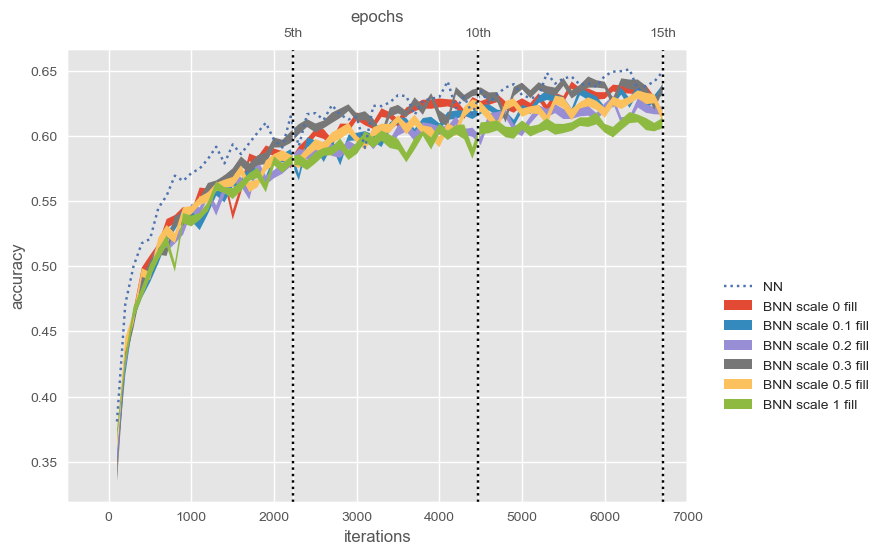 epochs
5th 10th 15th
0.65
0.60
0.55
0.50
0.45
0.40
0.35
accuracy
0 1000 2000 3000 4000 5000 6000 7000
iterations
NN
BNN scale 0 fill
BNN scale 0.1 fill
BNN scale 0.2 fill
BNN scale 0.3 fill
BNN scale 0.5 fill
BNN scale 1 fill